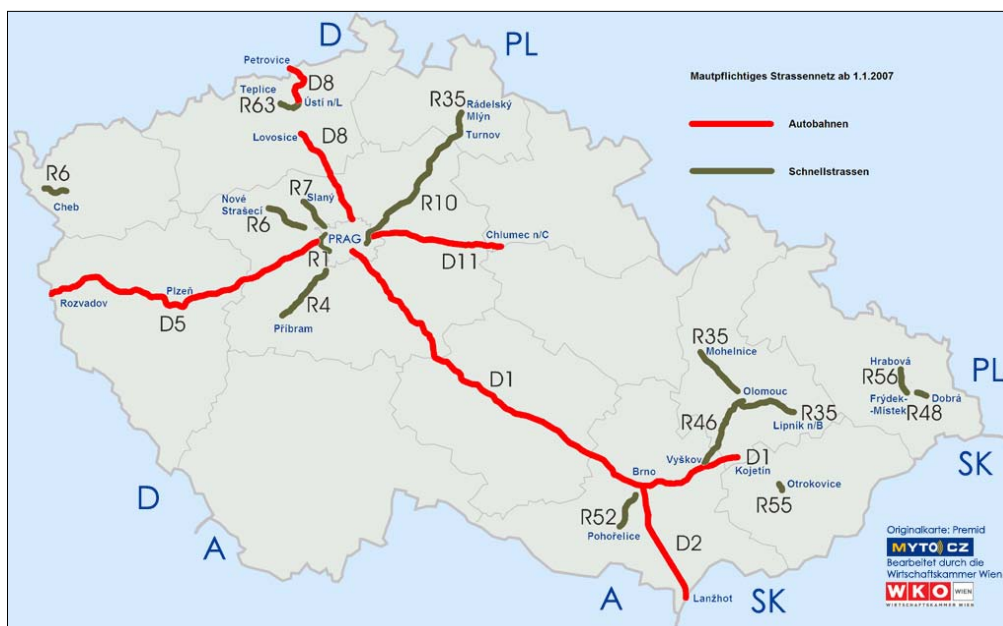 D
PL
Petrovice
D8
Teplice
R63
Ústí n/L
Lovosice
D8
R35
Rádelský
Mlýn
Turnov
Mautpflichtiges Strassennetz ab 1.1.2007
Autobahnen
Schnellstrassen
R6
Cheb
Nové
Strašecí
R6
R7
Slaný
R10
PRAG
R1
Chlumec n/C
D11
Plzeň
Rozvadov
D5
R4
Příbram
D1
R35
Mohelnice
Olomouc
R46
R35
Lipník n/B
Hrabová
R56
PL
Frýdek-
-Místek
Dobrá
R48
Vyškov
D1
Kojetín
SK
Brno
Otrokovice
R55
R52
Pohořelice
D2
D
A
A
Lanžhot
SK
Originalkarte: Premid
MYTO CZ
Bearbeitet durch die
Wirtschaftskammer Wien
WKO WIEN
WIRTSCHAFTSKAMMER WIEN